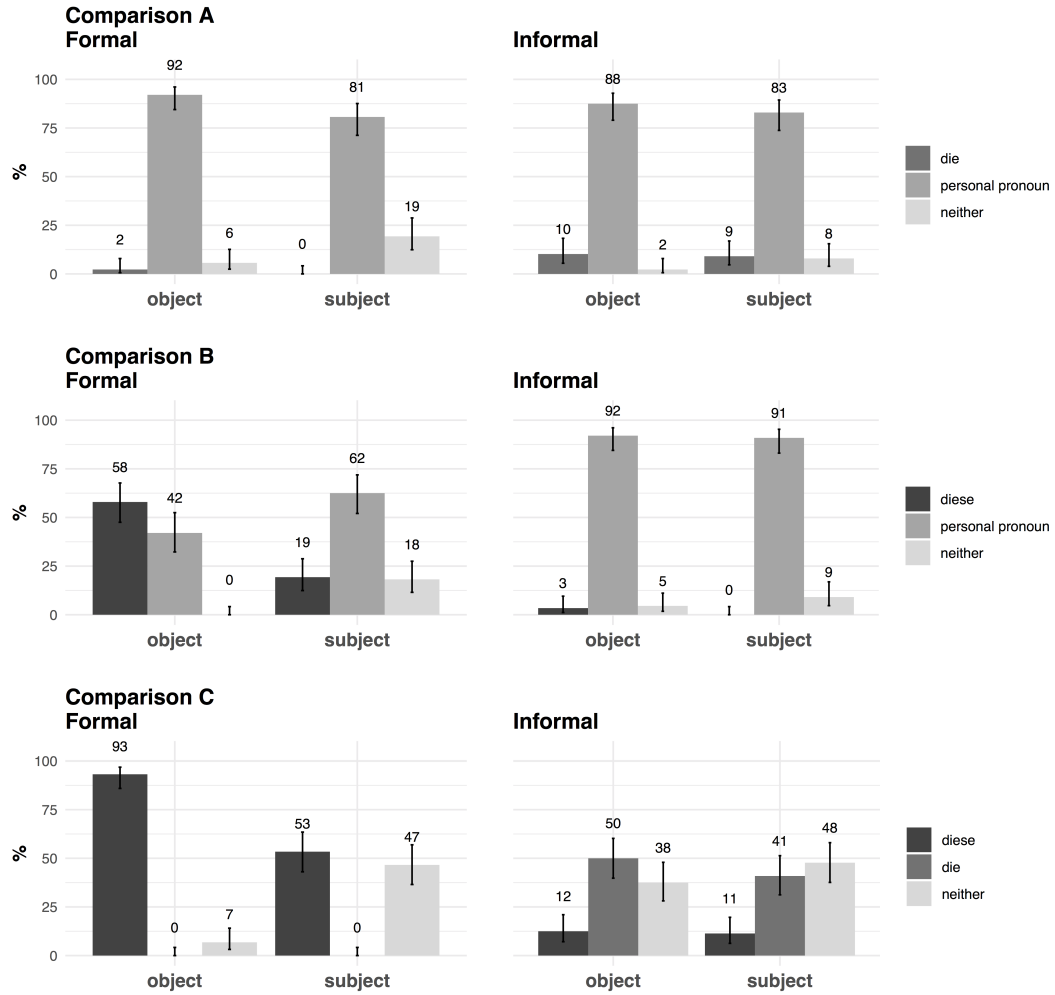 Comparison A
Formal
Informal
92
88
81
83
100
75
50
25
0
%
2
6
0
19
10
2
9
8
object
subject
object
subject
die
personal pronoun
neither
Comparison B
Formal
Informal
100
75
50
25
0
%
58
42
0
19
62
18
3
92
5
0
91
9
object
subject
object
subject
diese
personal pronoun
neither
Comparison C
Formal
Informal
100
75
50
25
0
%
93
0
7
53
0
47
12
50
38
11
41
48
object
subject
object
subject
diese
die
neither